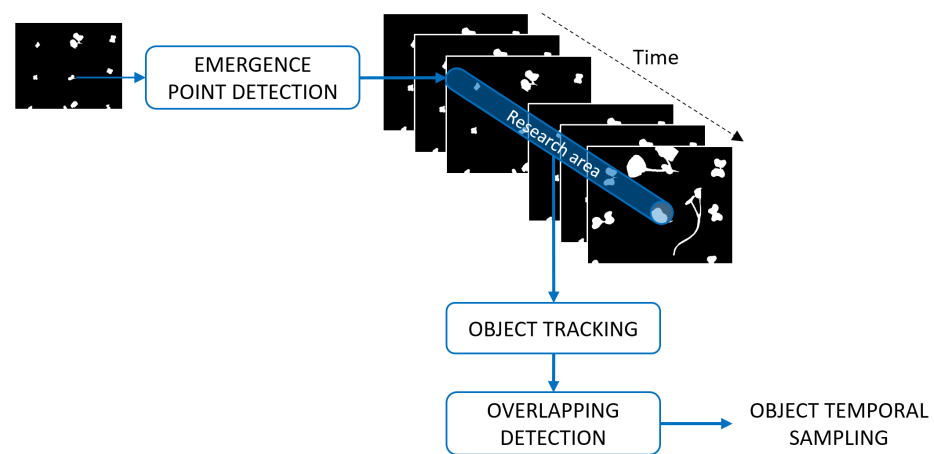 EMERGENCE
POINT DETECTION
Time
Research area
OBJECT TRACKING
OVERLAPPING
DETECTION
OBJECT TEMPORAL
SAMPLING